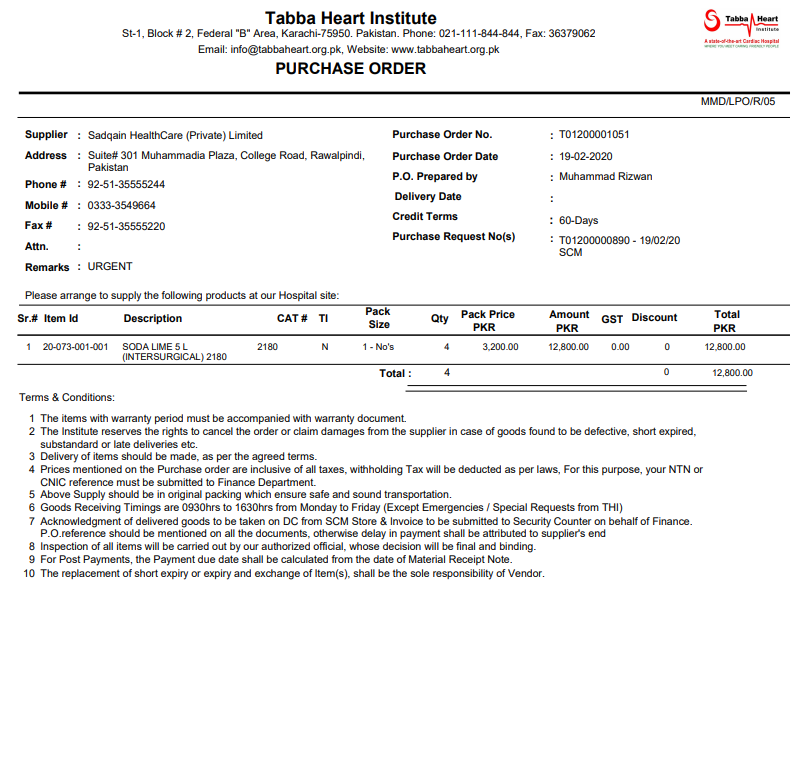 Tabba Heart Institute
St-1, Block # 2, Federal "B" Area, Karachi-75950. Pakistan. Phone: 021-111-844-844, Fax: 36379062
Email: info@tabbaheart.org.pk, Website: www.tabbaheart.org.pk
PURCHASE ORDER
Tabba Heart
Institute
A state-of-the-art Cardiac Hospital
WHERE YOU MEET CARING FRIENDLY PEOPLE
MMD/LPO/R/05
Supplier : Sadqain HealthCare (Private) Limited
Address : Suite# 301 Muhammadia Plaza, College Road, Rawalpindi,
Pakistan
Phone # : 92-51-35555244
Mobile # : 0333-3549664
Fax # : 92-51-35555220
Attn. :
Remarks : URGENT
Purchase Order No. : T01200001051
Purchase Order Date : 19-02-2020
P.O. Prepared by : Muhammad Rizwan
Delivery Date :
Credit Terms : 60-Days
Purchase Request No(s) : T01200000890 - 19/02/20
SCM
Please arrange to supply the following products at our Hospital site:
Sr.# Item Id Description CAT # TI Pack Size Qty Pack Price PKR Amount PKR GST Discount Total PKR
1 20-073-001-001 SODA LIME 5 L 2180 N 1 - No's 4 3,200.00 12,800.00 0.00 0 12,800.00
(INTERSURGICAL) 2180
Total : 4 0 12,800.00
Terms & Conditions:
1 The items with warranty period must be accompanied with warranty document.
2 The Institute reserves the rights to cancel the order or claim damages from the supplier in case of goods found to be defective, short expired,
substandard or late deliveries etc.
3 Delivery of items should be made, as per the agreed terms.
4 Prices mentioned on the Purchase order are inclusive of all taxes, withholding Tax will be deducted as per laws, For this purpose, your NTN or
CNIC reference must be submitted to Finance Department.
5 Above Supply should be in original packing which ensure safe and sound transportation.
6 Goods Receiving Timings are 0930hrs to 1630hrs from Monday to Friday (Except Emergencies / Special Requests from THI)
7 Acknowledgment of delivered goods to be taken on DC from SCM Store & Invoice to be submitted to Security Counter on behalf of Finance.
P.O.reference should be mentioned on all the documents, otherwise delay in payment shall be attributed to supplier's end
8 Inspection of all items will be carried out by our authorized official, whose decision will be final and binding.
9 For Post Payments, the Payment due date shall be calculated from the date of Material Receipt Note.
10 The replacement of short expiry or expiry and exchange of Item(s), shall be the sole responsibility of Vendor.